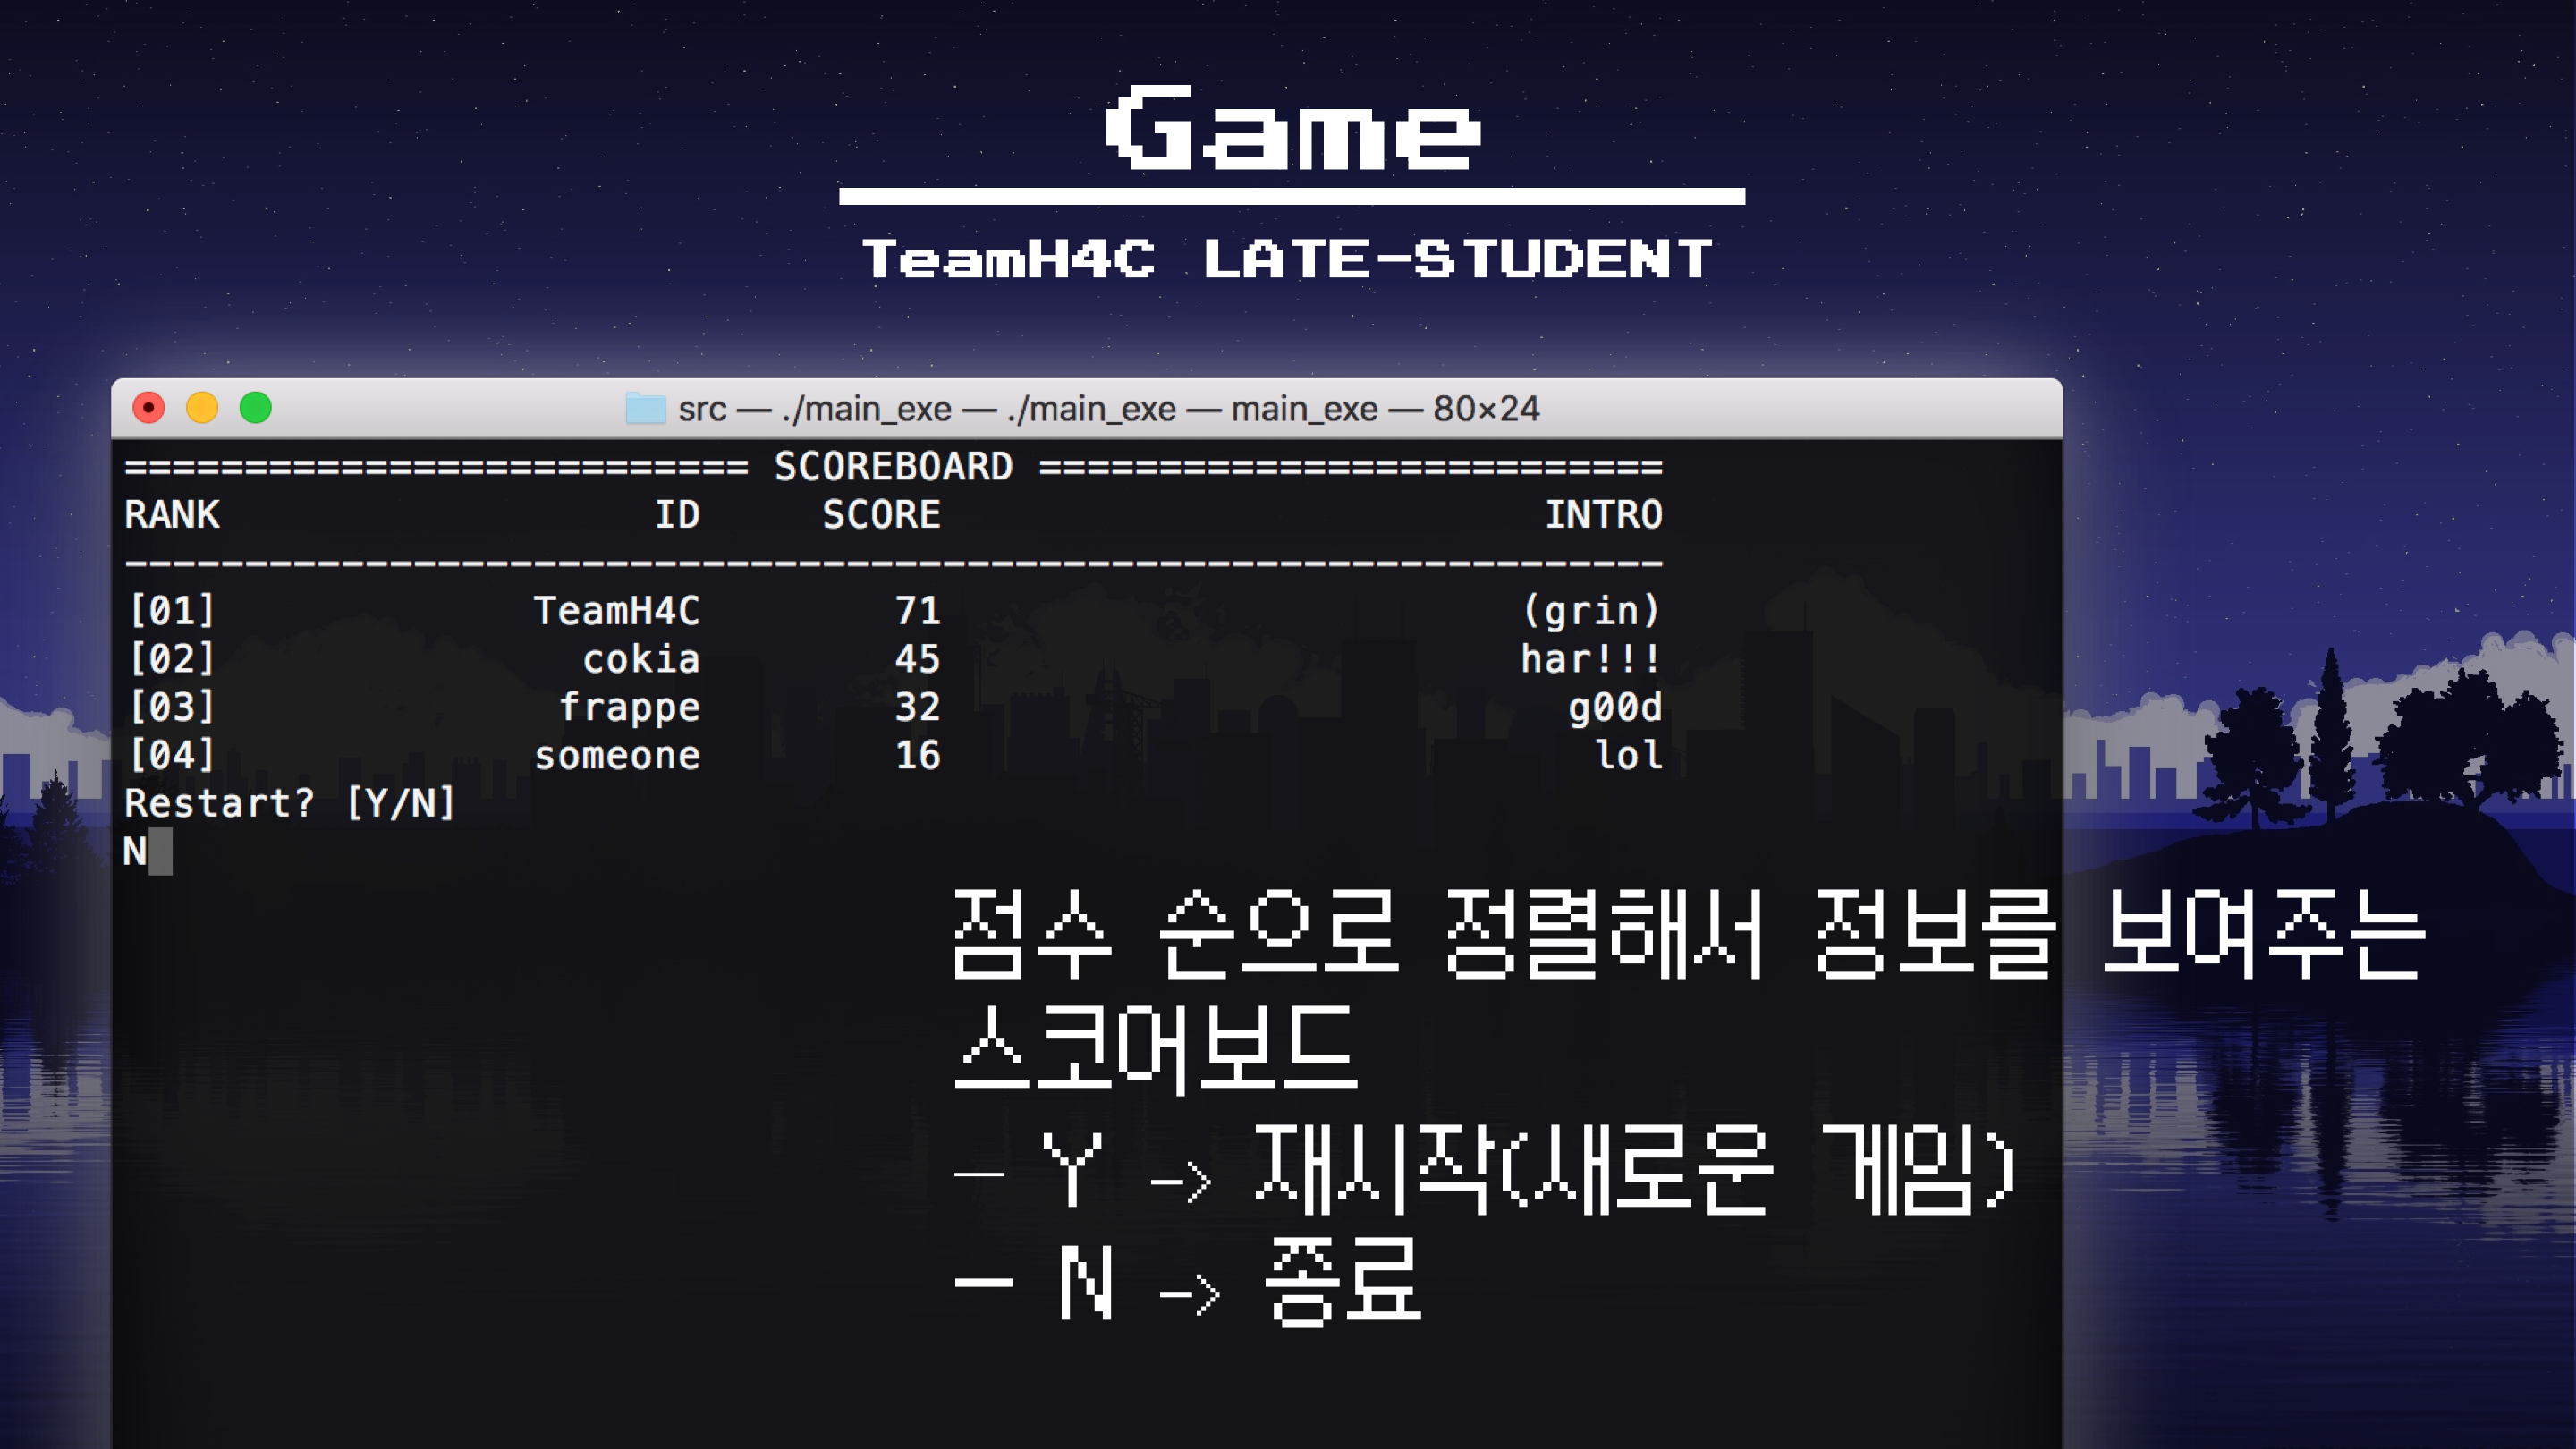 Game
TeamH4C LATE-STUDENT
src — ./main_exe — ./main_exe — main_exe — 80×24
========================== SCOREBOARD ==========================
RANK ID SCORE INTRO
----------------------------------------------------------------
[01] TeamH4C 71 (grin)
[02] cokia 45 har!!!
[03] frappe 32 g00d
[04] someone 16 lol
Restart? [Y/N]
N
점수 순으로 정렬해서 정보를 보여주는
스코어보드
- Y -> 재시작(새로운 게임)
- N -> 종료